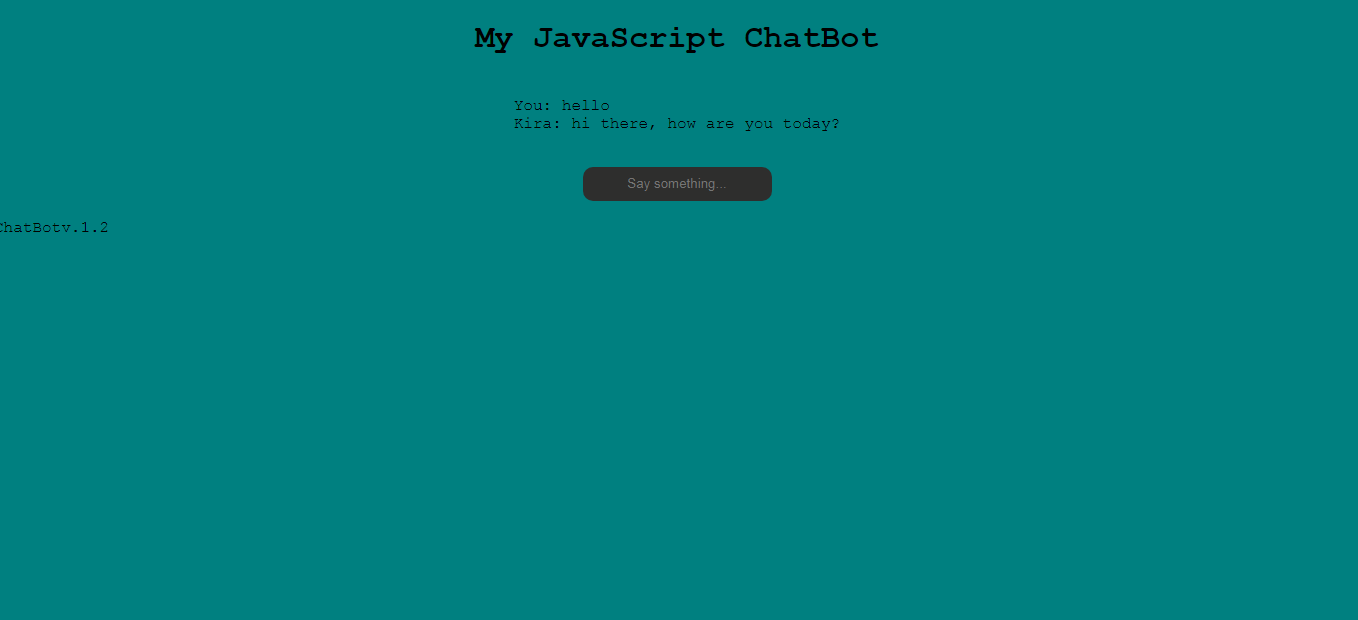 My JavaScript ChatBot
You: hello
Kira: hi there, how are you today?
Say something...
ChatBotv.1.2